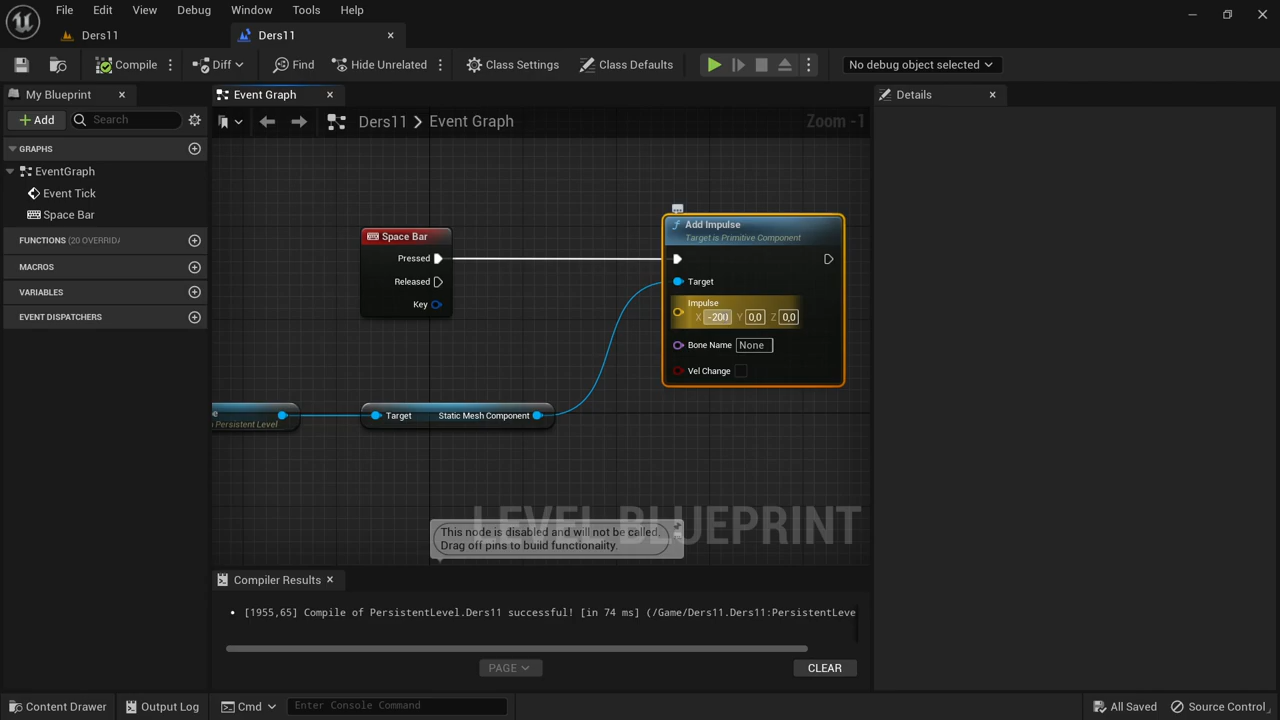 File Edit View Debug Window Tools Help
Ders11
Ders11
Compile
Diff
Find
Hide Unrelated
Class Settings
Class Defaults
No debug object selected
My Blueprint
Event Graph
Details
Add
Search
Ders11 > Event Graph
Zoom -1
GRAPHS
EventGraph
Event Tick
Space Bar
FUNCTIONS (20 OVERRID
MACROS
VARIABLES
EVENT DISPATCHERS
Space Bar
Pressed
Released
Key
Add Impulse
Target is Primitive Component
Target
Impulse
X -200 Y 0,0 Z 0,0
Bone Name None
Vel Change
Persistent Level
Target Static Mesh Component
This node is disabled and will not be called.
Drag off pins to build functionality.
LEVEL BLUEPRINT
Compiler Results
• [1955,65] Compile of PersistentLevel.Ders11 successful! [in 74 ms] (/Game/Ders11.Ders11:PersistentLeve
PAGE
CLEAR
Content Drawer
Output Log
Cmd
Enter Console Command
All Saved
Source Control